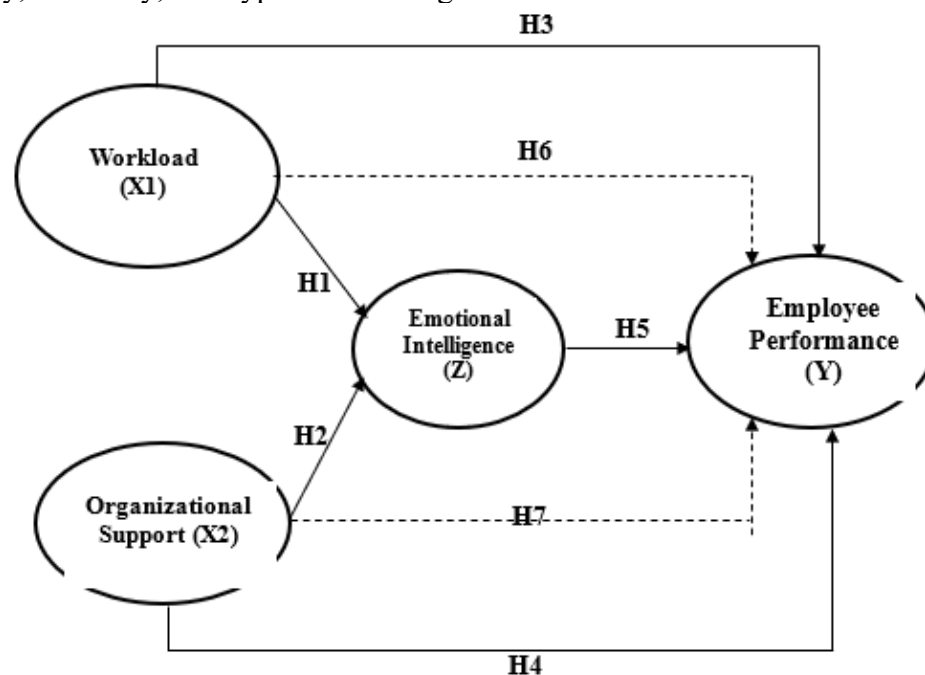 H3
Workload
(X1)
H6
H1
Emotional
Intelligence
(Z)
H5
Employee
Performance
(Y)
H2
Organizational
Support (X2)
H7
H4